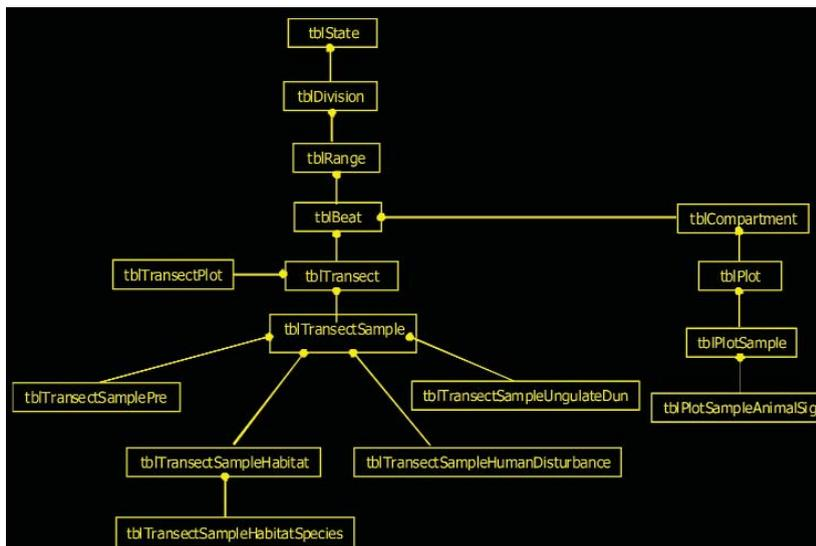 tblState
tblDivision
tblRange
tblBeat
tblCompartment
tblTransectPlot
tblTransect
tblPlot
tblTransectSample
tblPlotSample
tblTransectSamplePre
tblTransectSampleUngulateDun
tblPlotSampleAnimalSig
tblTransectSampleHabitat
tblTransectSampleHumanDisturbance
tblTransectSampleHabitatSpecies